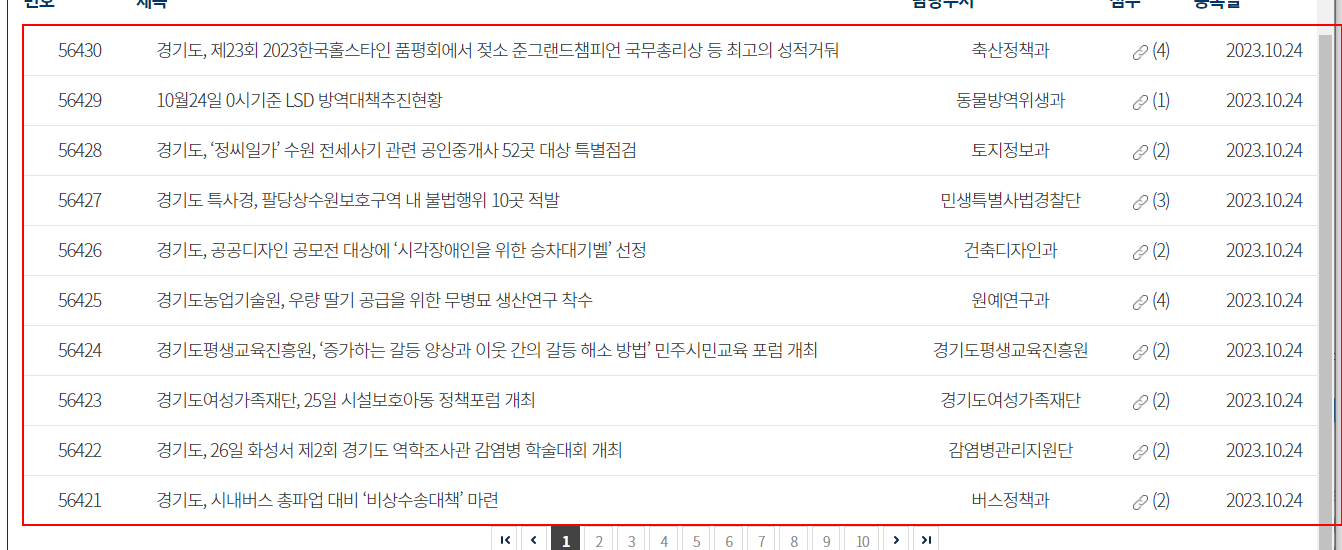 번호 제목 담당부서 첨부 등록일
56430 경기도, 제23회 2023한국홀스타인 품평회에서 젖소 준그랜드챔피언 국무총리상 등 최고의 성적거둬 축산정책과 (4) 2023.10.24
56429 10월24일 0시기준 LSD 방역대책추진현황 동물방역위생과 (1) 2023.10.24
56428 경기도, ‘정씨일가’ 수원 전세사기 관련 공인중개사 52곳 대상 특별점검 토지정보과 (2) 2023.10.24
56427 경기도 특사경, 팔당상수원보호구역 내 불법행위 10곳 적발 민생특별사법경찰단 (3) 2023.10.24
56426 경기도, 공공디자인 공모전 대상에 ‘시각장애인을 위한 승차대기벨’ 선정 건축디자인과 (2) 2023.10.24
56425 경기도농업기술원, 우량 딸기 공급을 위한 무병묘 생산연구 착수 원예연구과 (4) 2023.10.24
56424 경기도평생교육진흥원, ‘증가하는 갈등 양상과 이웃 간의 갈등 해소 방법’ 민주시민교육 포럼 개최 경기도평생교육진흥원 (2) 2023.10.24
56423 경기도여성가족재단, 25일 시설보호아동 정책포럼 개최 경기도여성가족재단 (2) 2023.10.24
56422 경기도, 26일 화성서 제2회 경기도 역학조사관 감염병 학술대회 개최 감염병관리지원단 (2) 2023.10.24
56421 경기도, 시내버스 총파업 대비 ‘비상수송대책’ 마련 버스정책과 (2) 2023.10.24
1 2 3 4 5 6 7 8 9 10